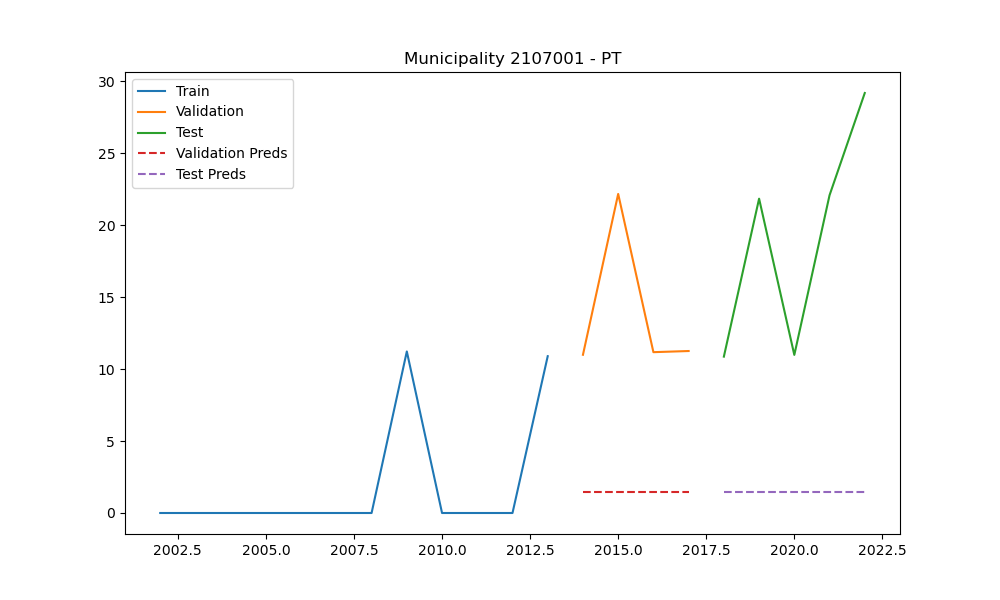 Municipality 2107001 - PT
30
25
20
15
10
5
0
Train
Validation
Test
Validation Preds
Test Preds
2002.5 2005.0 2007.5 2010.0 2012.5 2015.0 2017.5 2020.0 2022.5